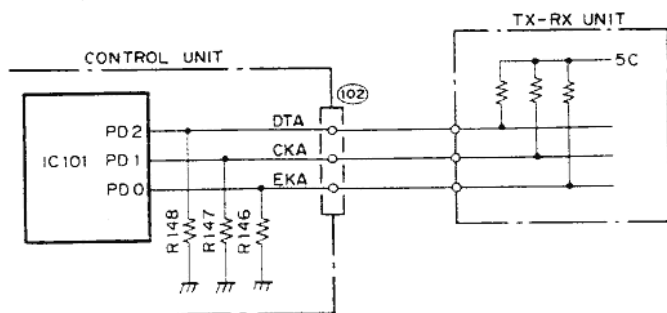 TX-RX UNIT
CONTROL UNIT
5C
102
DTA
PD2
CKA
IC101
PD1
EKA
PD0
R148
R147
R146